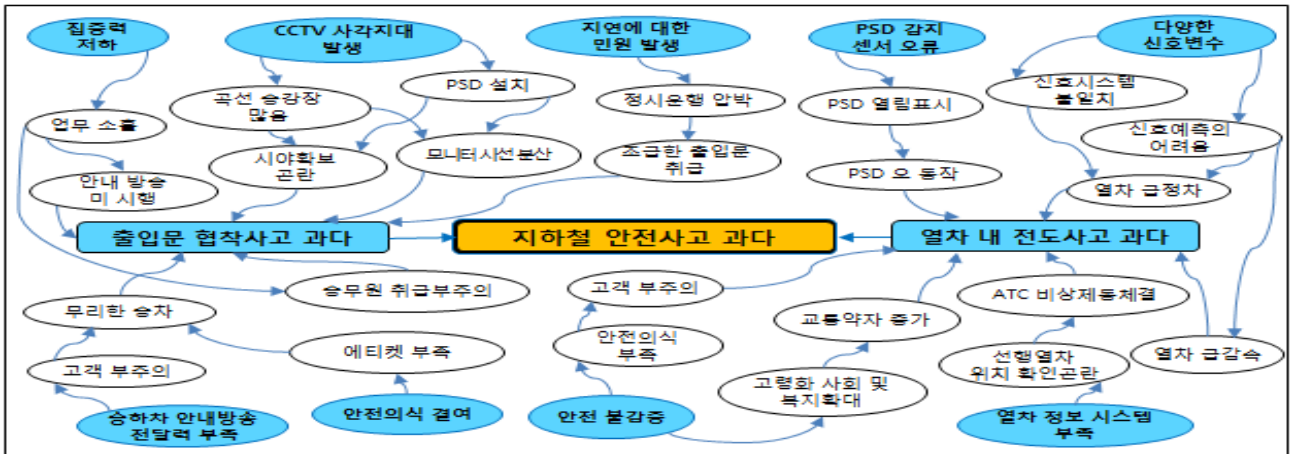 집중력
저하
CCTV 사각지대
발생
지연에 대한
민원 발생
PSD 감지
센서 오류
다양한
신호변수
곡선 승강장
많음
PSD 설치
정시운행 압박
PSD 열림표시
신호시스템
불일치
업무 소홀
시야확보
곤란
모니터시선분산
조급한 출입문
취급
신호예측의
어려움
안내 방송
미 시행
PSD 오 동작
열차 급정차
출입문 협착사고 과다
지하철 안전사고 과다
열차 내 전도사고 과다
무리한 승차
승무원 취급부주의
고객 부주의
교통약자 증가
ATC 비상제동체결
고객 부주의
에티켓 부족
안전의식
부족
고령화 사회 및
복지확대
선행열차
위치 확인곤란
열차 급감속
승하차 안내방송
전달력 부족
안전의식 결여
안전 불감증
열차 정보 시스템
부족